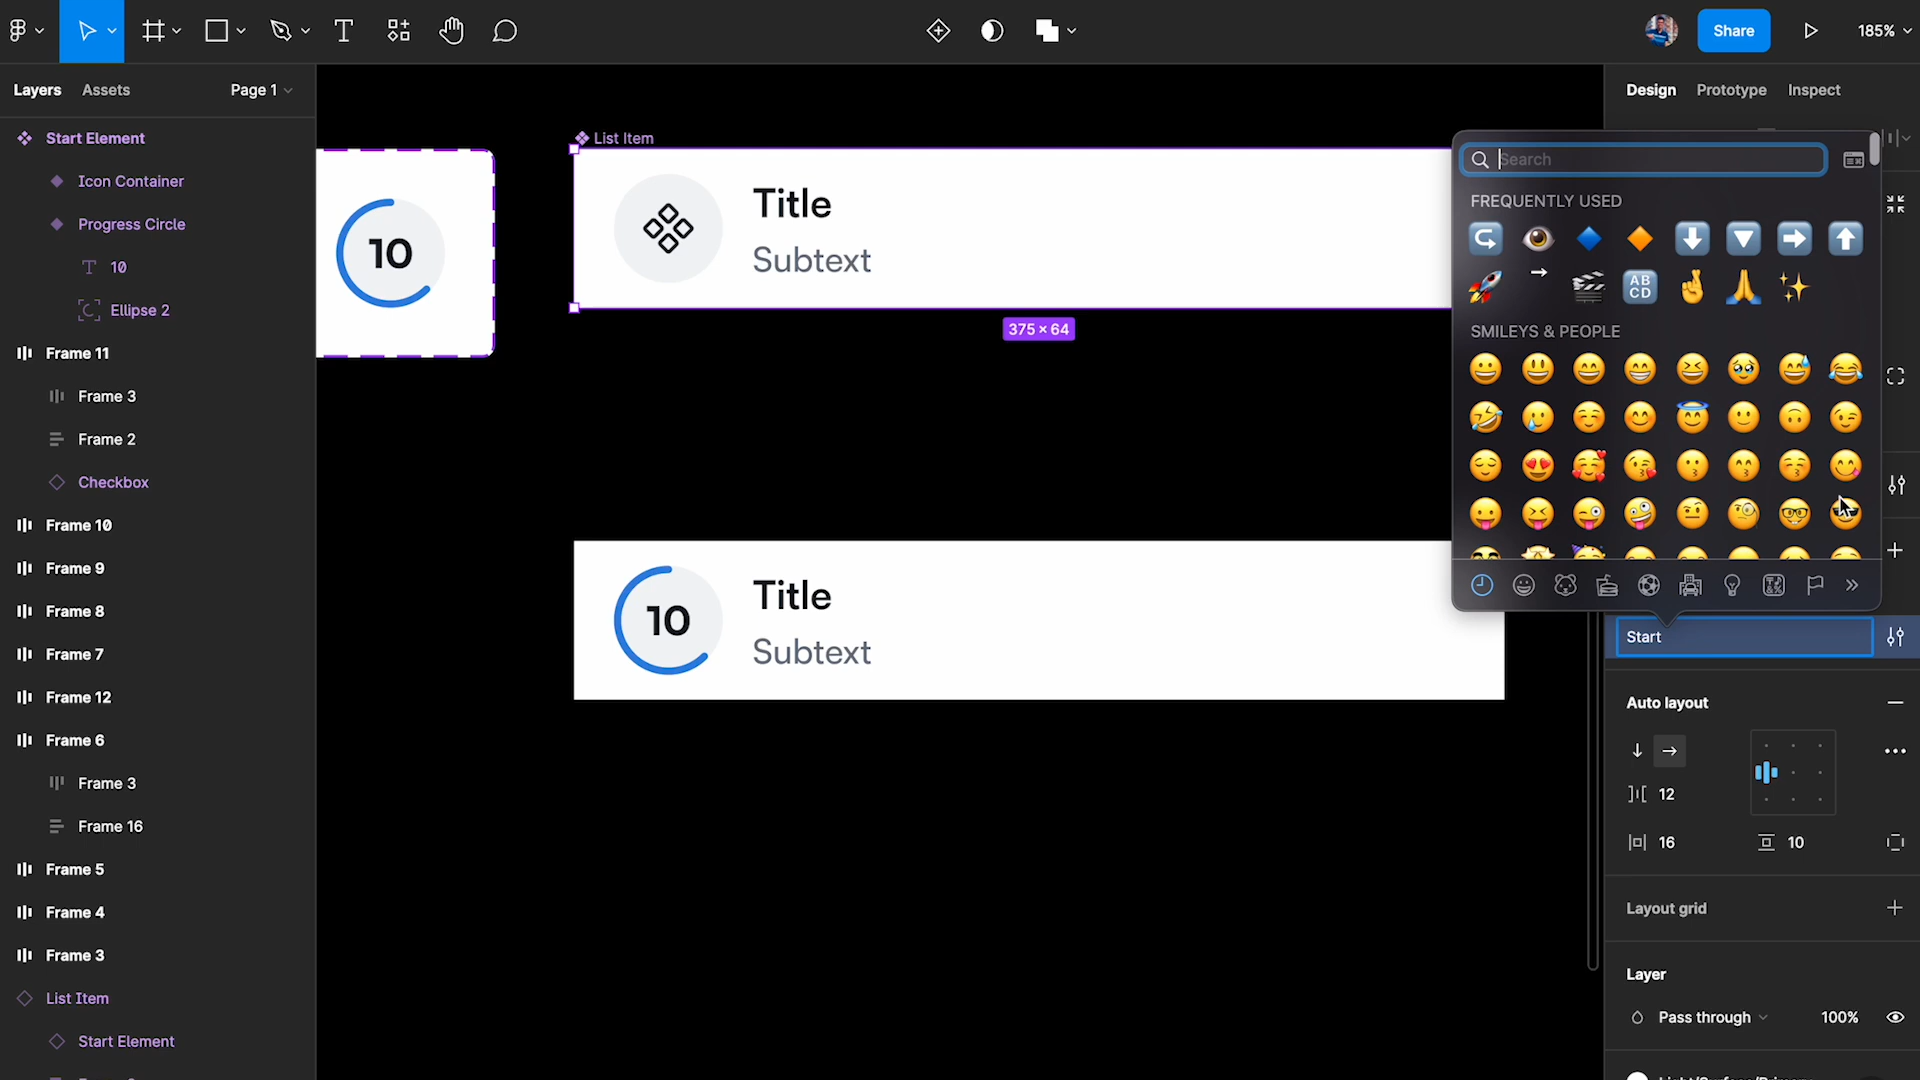 Share
185%
Layers
Assets
Page 1
Design
Prototype
Inspect
Start Element
Icon Container
Progress Circle
10
Ellipse 2
Frame 11
Frame 3
Frame 2
Checkbox
Frame 10
Frame 9
Frame 8
Frame 7
Frame 12
Frame 6
Frame 3
Frame 16
Frame 5
Frame 4
Frame 3
List Item
Start Element
10
List Item
Title
Subtext
375 × 64
10
Title
Subtext
Search
FREQUENTLY USED
AB
CD
SMILEYS & PEOPLE
Start
Auto layout
12
16
10
Layout grid
Layer
Pass through
100%